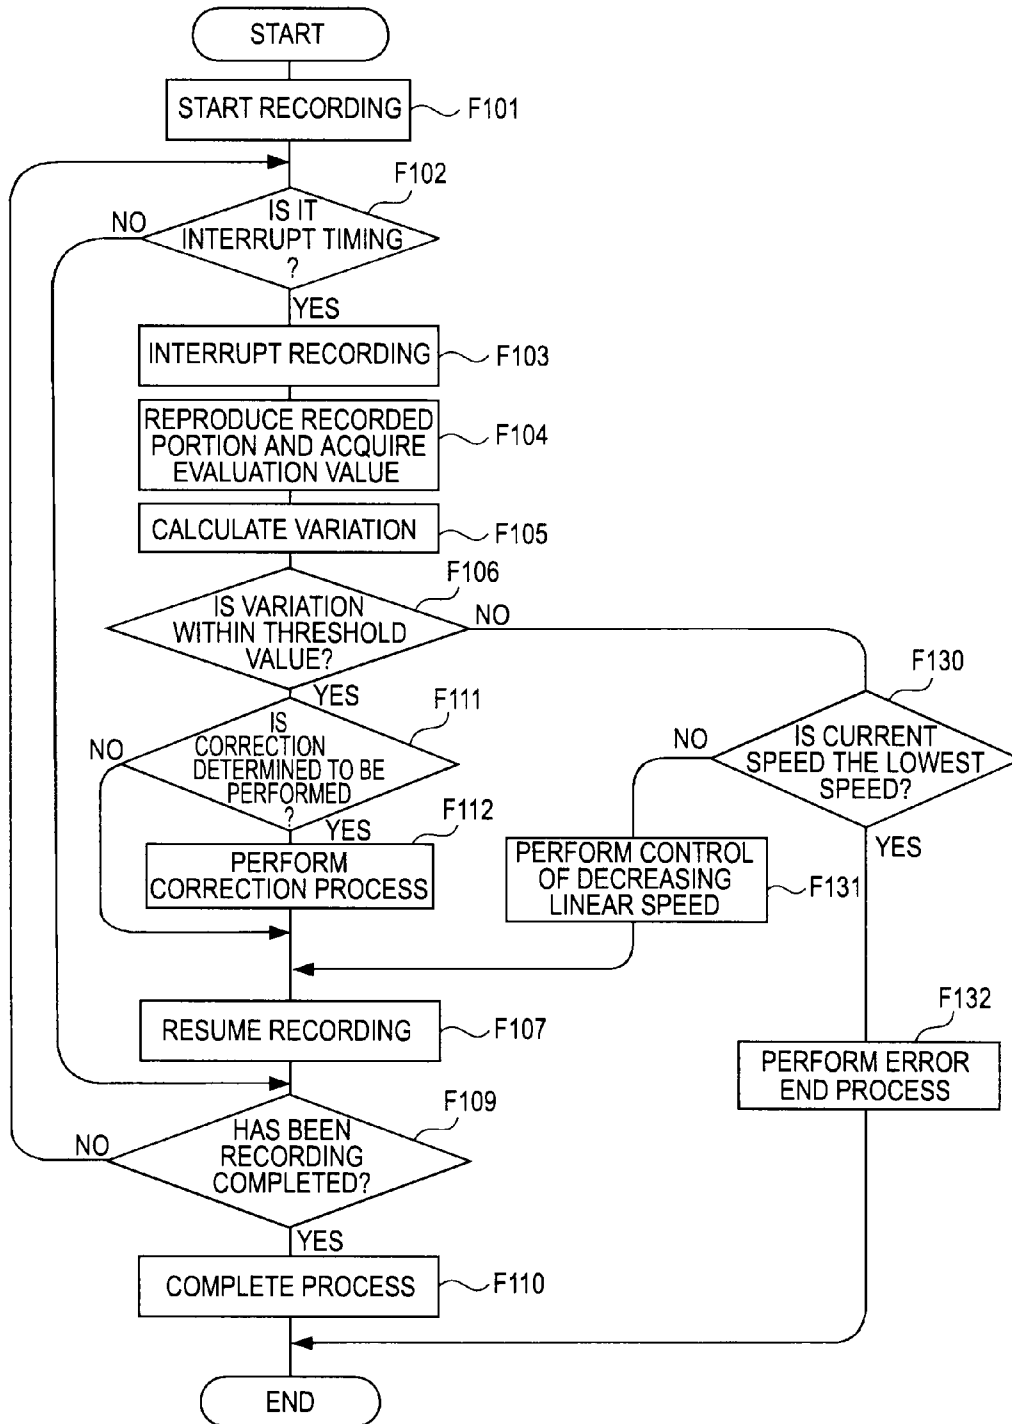 START
START RECORDING
F101
F102
IS IT
INTERRUPT TIMING
?
NO
YES
INTERRUPT RECORDING
F103
REPRODUCE RECORDED
PORTION AND ACQUIRE
EVALUATION VALUE
F104
CALCULATE VARIATION
F105
F106
IS VARIATION
WITHIN THRESHOLD
VALUE?
NO
YES
F111
IS
CORRECTION
DETERMINED TO BE
PERFORMED
?
NO
YES
F112
PERFORM
CORRECTION PROCESS
F130
IS CURRENT
SPEED THE LOWEST
SPEED?
NO
YES
PERFORM CONTROL
OF DECREASING
LINEAR SPEED
F131
RESUME RECORDING
F107
F132
PERFORM ERROR
END PROCESS
F109
HAS BEEN
RECORDING
COMPLETED?
NO
YES
COMPLETE PROCESS
F110
END